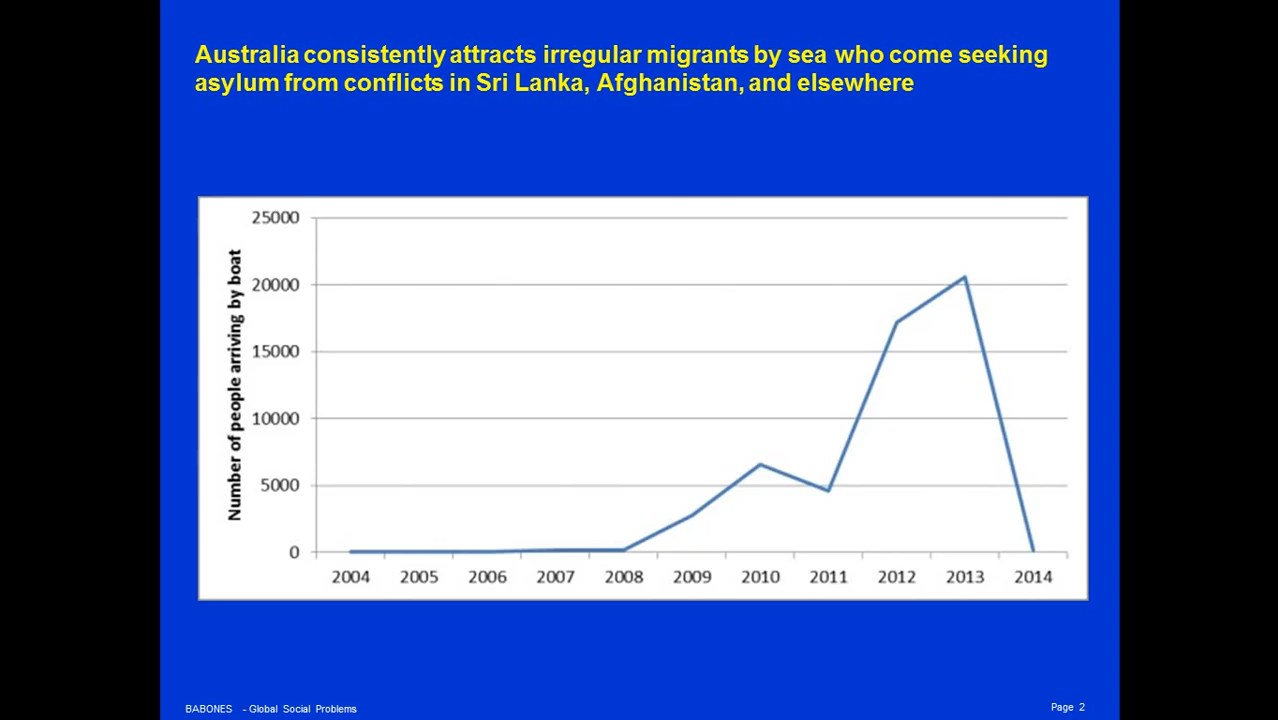 Australia consistently attracts irregular migrants by sea who come seeking
asylum from conflicts in Sri Lanka, Afghanistan, and elsewhere
Number of people arriving by boat
25000
20000
15000
10000
5000
0
2004 2005 2006 2007 2008 2009 2010 2011 2012 2013 2014
BABONES - Global Social Problems
Page 2